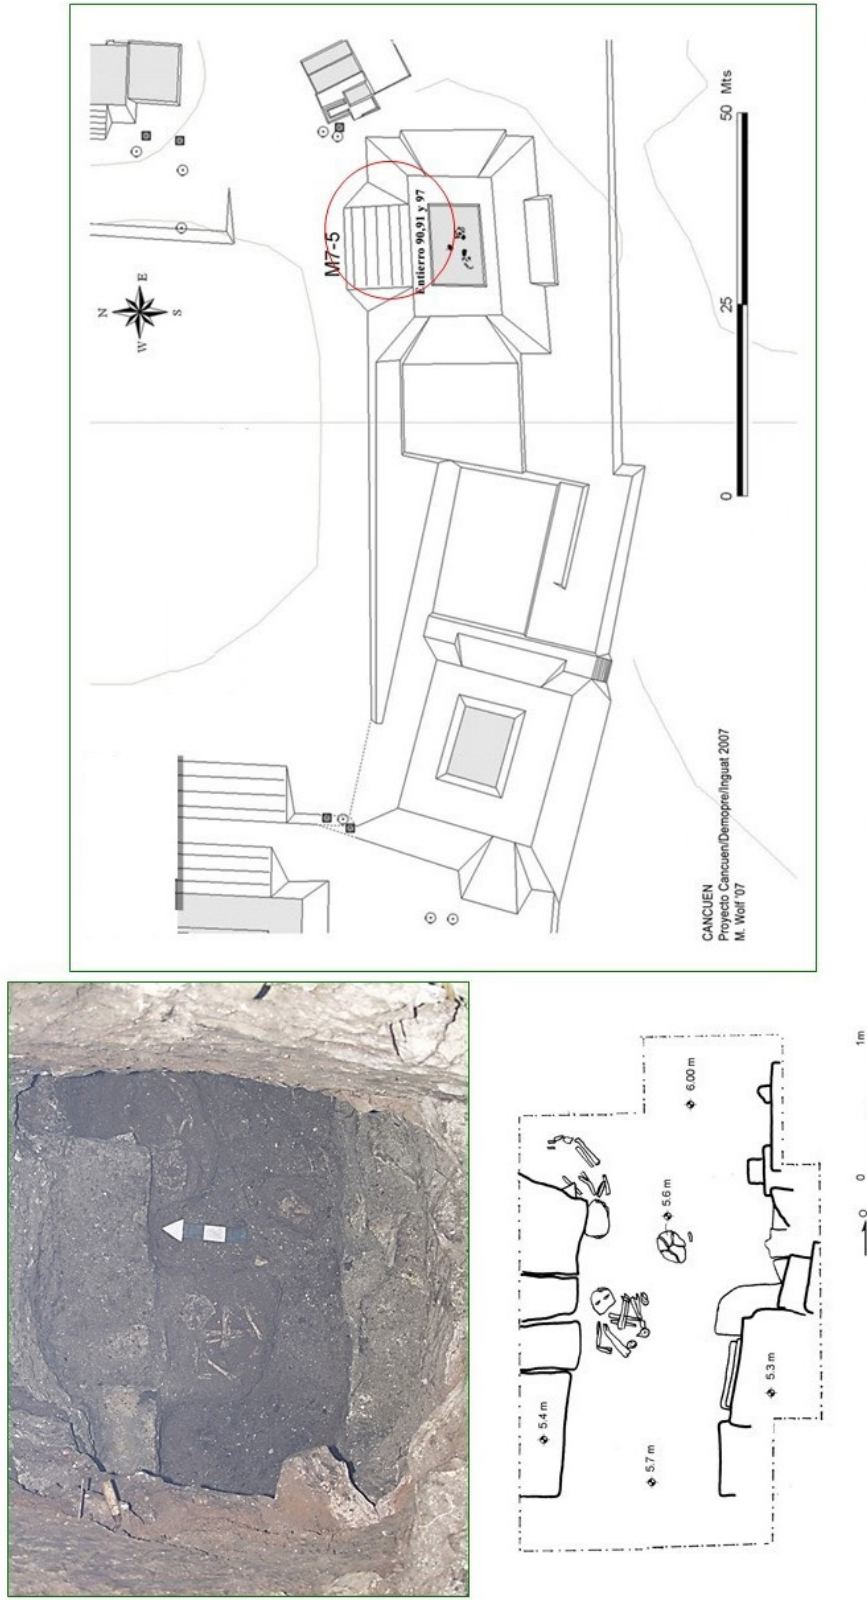 M7-5
Entierro 90,91 y 97
N
E
S
W
50 Mts
25
0
CANCUEN
Proyecto Cancuen/Demopre/Inguat 2007
M. Wolf '07
6.00 m
5.6 m
5.4 m
5.7 m
5.3 m
0
1m